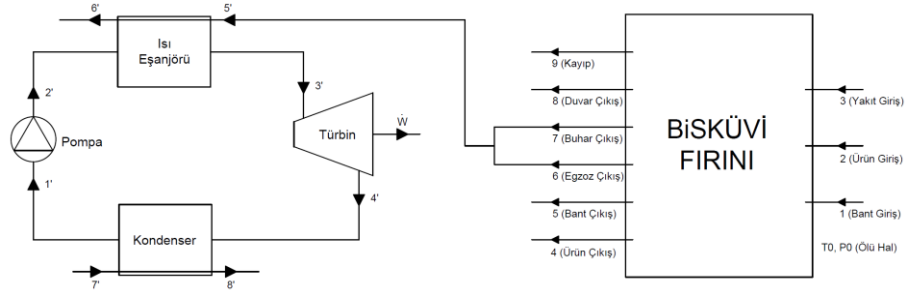 6'
5'
Isı
Eşanjörü
2'
3'
Pompa
Türbin
Ẇ
1'
4'
Kondenser
7'
8'
9 (Kayıp)
8 (Duvar Çıkış)
7 (Buhar Çıkış)
6 (Egzoz Çıkış)
5 (Bant Çıkış)
4 (Ürün Çıkış)
BiSKÜVİ
FIRINI
3 (Yakıt Giriş)
2 (Ürün Giriş)
1 (Bant Giriş)
T0, P0 (Ölü Hal)